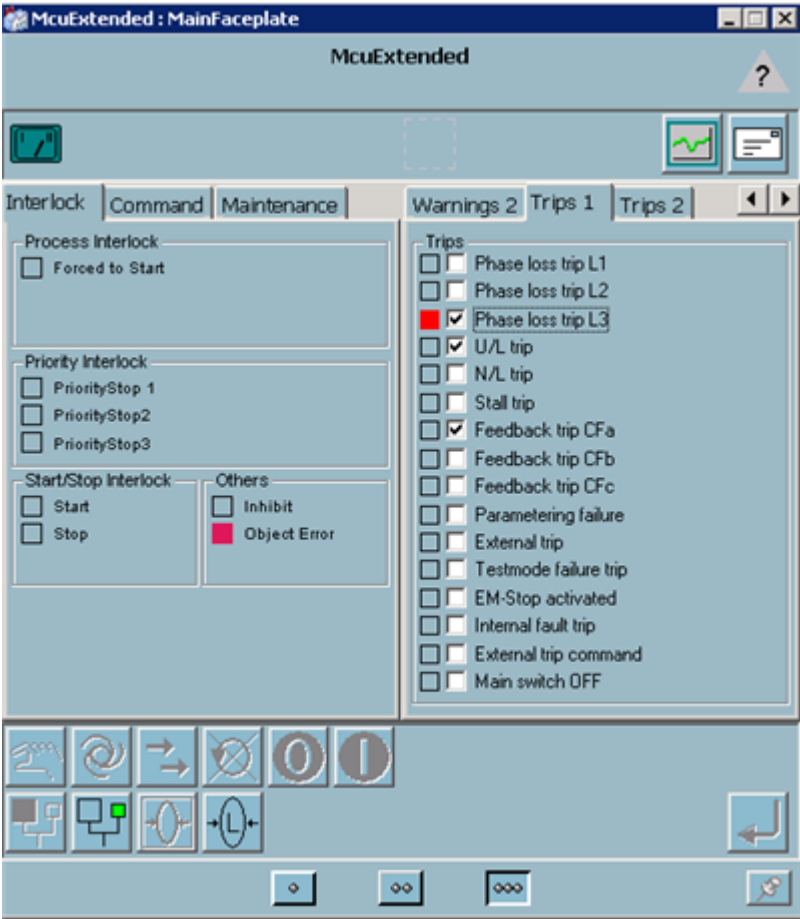 McuExtended : MainFaceplate
McuExtended
?
Interlock
Command
Maintenance
Process Interlock
Forced to Start
Priority Interlock
PriorityStop 1
PriorityStop2
PriorityStop3
Start/Stop Interlock
Start
Stop
Others
Inhibit
Object Error
Warnings 2
Trips 1
Trips 2
Trips
Phase loss trip L1
Phase loss trip L2
Phase loss trip L3
U/L trip
N/L trip
Stall trip
Feedback trip CFa
Feedback trip CFb
Feedback trip CFc
Parametering failure
External trip
Testmode failure trip
EM-Stop activated
Internal fault trip
External trip command
Main switch OFF
L